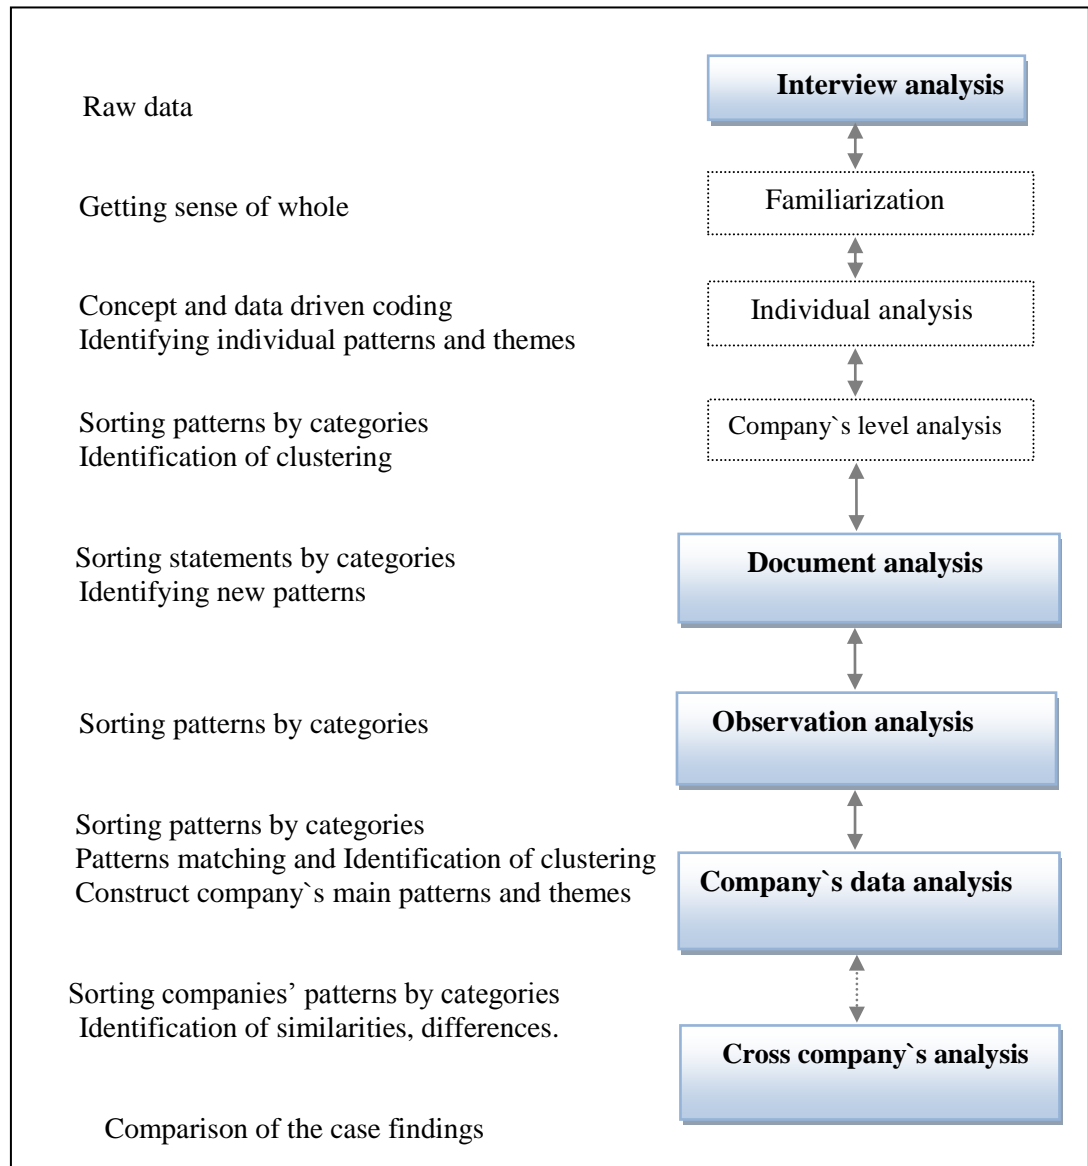 Interview analysis
Raw data
Familiarization
Getting sense of whole
Concept and data driven coding
Individual analysis
Identifying individual patterns and themes
Sorting patterns by categories
Company`s level analysis
Identification of clustering
Sorting statements by categories
Document analysis
Identifying new patterns
Sorting patterns by categories
Observation analysis
Sorting patterns by categories
Patterns matching and Identification of clustering
Construct company`s main patterns and themes
Company`s data analysis
Sorting companies’ patterns by categories
Identification of similarities, differences.
Cross company`s analysis
Comparison of the case findings